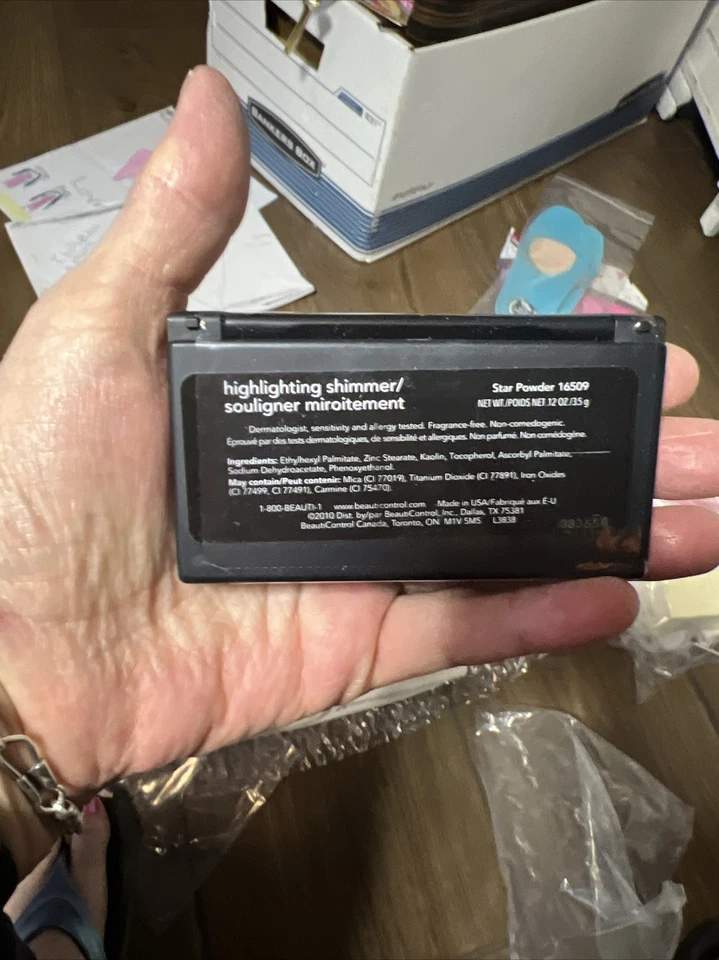 BANKERS BOX
highlighting shimmer/
souligner miroitement
Star Powder 16509
NET WT./POIDS NET .12 OZ./3.5 g
Dermatologist, sensitivity and allergy tested. Fragrance-free. Non-comedogenic.
Éprouvé par des tests dermatologiques, de sensibilité et allergiques. Non parfumé. Non comédogène.
Ingredients: Ethylhexyl Palmitate, Zinc Stearate, Kaolin, Tocopherol, Ascorbyl Palmitate,
Sodium Dehydroacetate, Phenoxyethanol.
May contain/Peut contenir: Mica (CI 77019), Titanium Dioxide (CI 77891), Iron Oxides
(CI 77499, CI 77491), Carmine (CI 75470).
1-800-BEAUTI-1 www.beauticontrol.com Made in USA/Fabriqué aux E-U
©2010 Dist. by/par BeautiControl, Inc., Dallas, TX 75381
BeautiControl Canada, Toronto, ON M1V 5M5 L3838